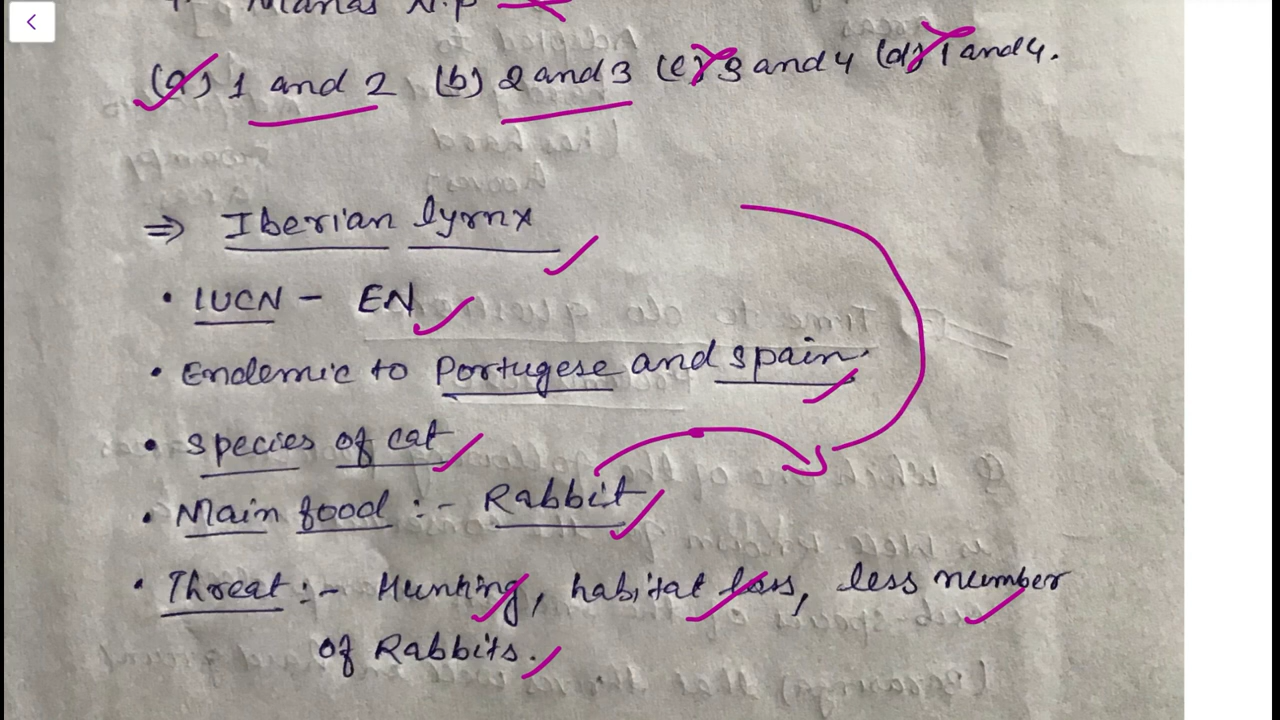 Manas N.P
(a) 1 and 2 (b) 2 and 3 (c) 3 and 4 (d) 1 and 4.
⇒ Iberian lyrnx
• IUCN - EN
• Endemic to Portugese and spain.
• species of cat
• Main food :- Rabbit
• Threat :- Hunting, habitat loss, less number
of Rabbits.